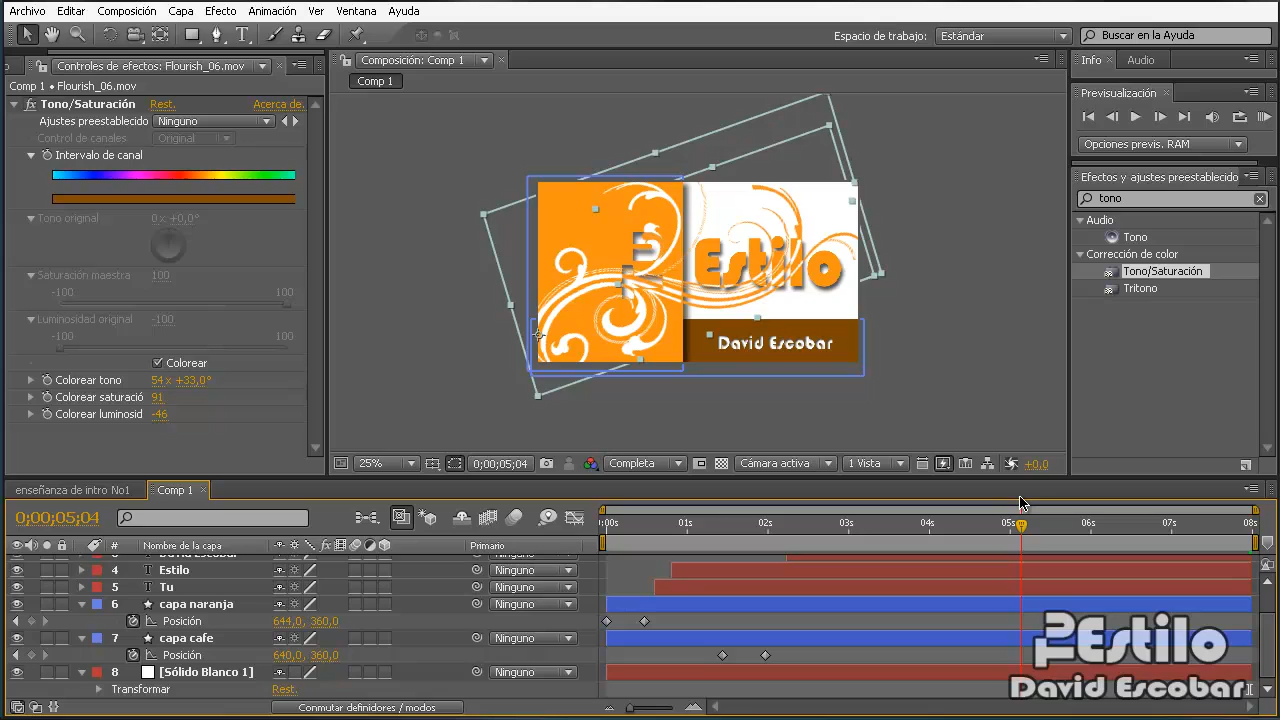 Archivo Editar Composición Capa Efecto Animación Ver Ventana Ayuda
Espacio de trabajo: Estándar Buscar en la Ayuda
Controles de efectos: Flourish_06.mov
Comp 1 • Flourish_06.mov
Tono/Saturación Rest. Acerca de.
Ajustes preestablecido Ninguno
Control de canales Original
Intervalo de canal
Tono original 0 x +0,0°
Saturación maestra 100
-100 100
Luminosidad original -100
-100 100
Colorear
Colorear tono 54 x +33,0°
Colorear saturació 91
Colorear luminosid -46
Composición: Comp 1
Comp 1
Estilo
David Escobar
25% 0;00;05;04 Completa Cámara activa 1 Vista +0,0
Info Audio
Previsualización
Opciones previs. RAM
Efectos y ajustes preestablecido
tono
Audio
Tono
Corrección de color
Tono/Saturación
Tritono
enseñanza de intro No1 Comp 1
0;00;05;04
:00s 01s 02s 03s 04s 05s 06s 07s 08s
# Nombre de la capa fx Primario
David Escobar
4 T Estilo Ninguno
5 T Tu Ninguno
6 capa naranja Ninguno
Posición 644,0, 360,0
7 capa cafe Ninguno
Posición 640,0, 360,0
8 [Sólido Blanco 1] Ninguno
Transformar Rest.
Conmutar definidores / modos
Estilo
David Escobar